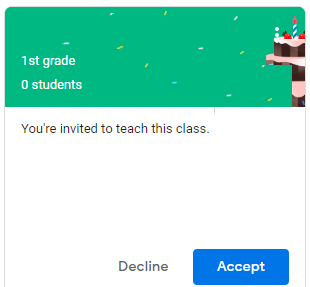 1st grade
0 students
You're invited to teach this class.
Decline
Accept